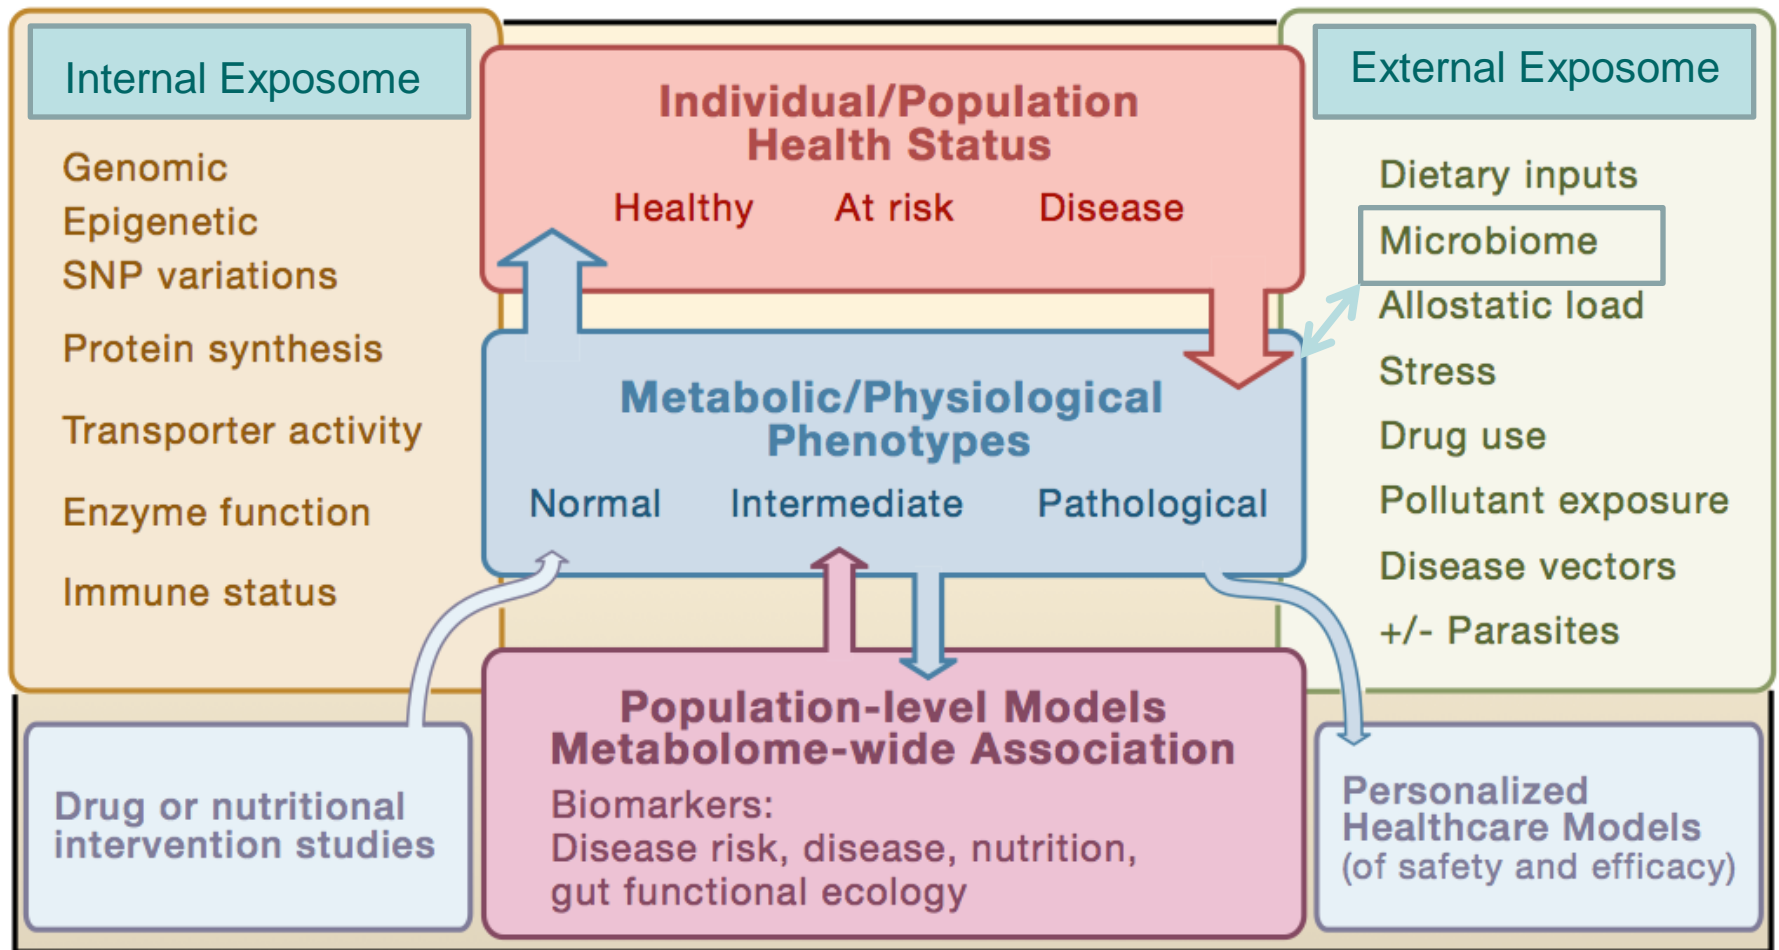 Internal Exposome
Genomic
Epigenetic
SNP variations
Protein synthesis
Transporter activity
Enzyme function
Immune status
Individual/Population
Health Status
Healthy At risk Disease
Metabolic/Physiological
Phenotypes
Normal Intermediate Pathological
Population-level Models
Metabolome-wide Association
Biomarkers:
Disease risk, disease, nutrition,
gut functional ecology
External Exposome
Dietary inputs
Microbiome
Allostatic load
Stress
Drug use
Pollutant exposure
Disease vectors
+/- Parasites
Drug or nutritional
intervention studies
Personalized
Healthcare Models
(of safety and efficacy)